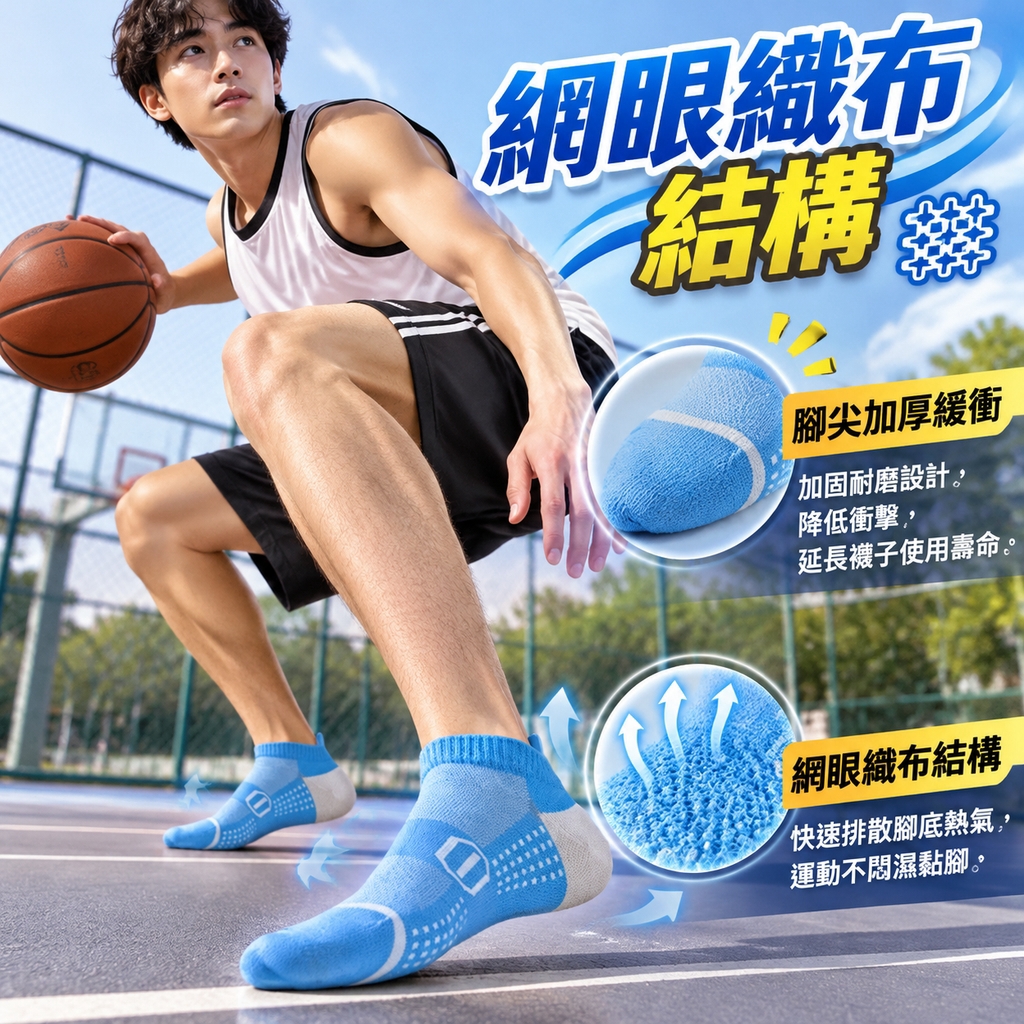 網眼織布
結構
腳尖加厚緩衝
加固耐磨設計，
降低衝擊，
延長襪子使用壽命。
網眼織布結構
快速排散腳底熱氣，
運動不悶濕黏腳。